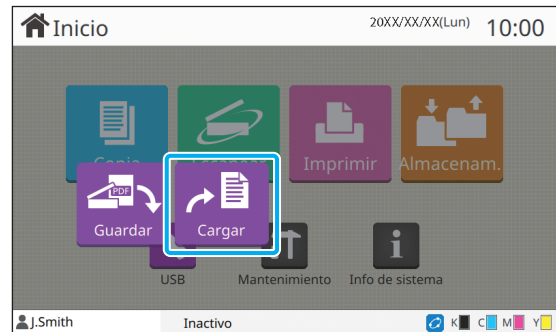 Inicio
20XX/XX/XX(Lun) 10:00
Copia Escanear Imprimir Almacenam.
PDF
Guardar Cargar
USB Mantenimiento Info de sistema
J.Smith Inactivo K C M Y